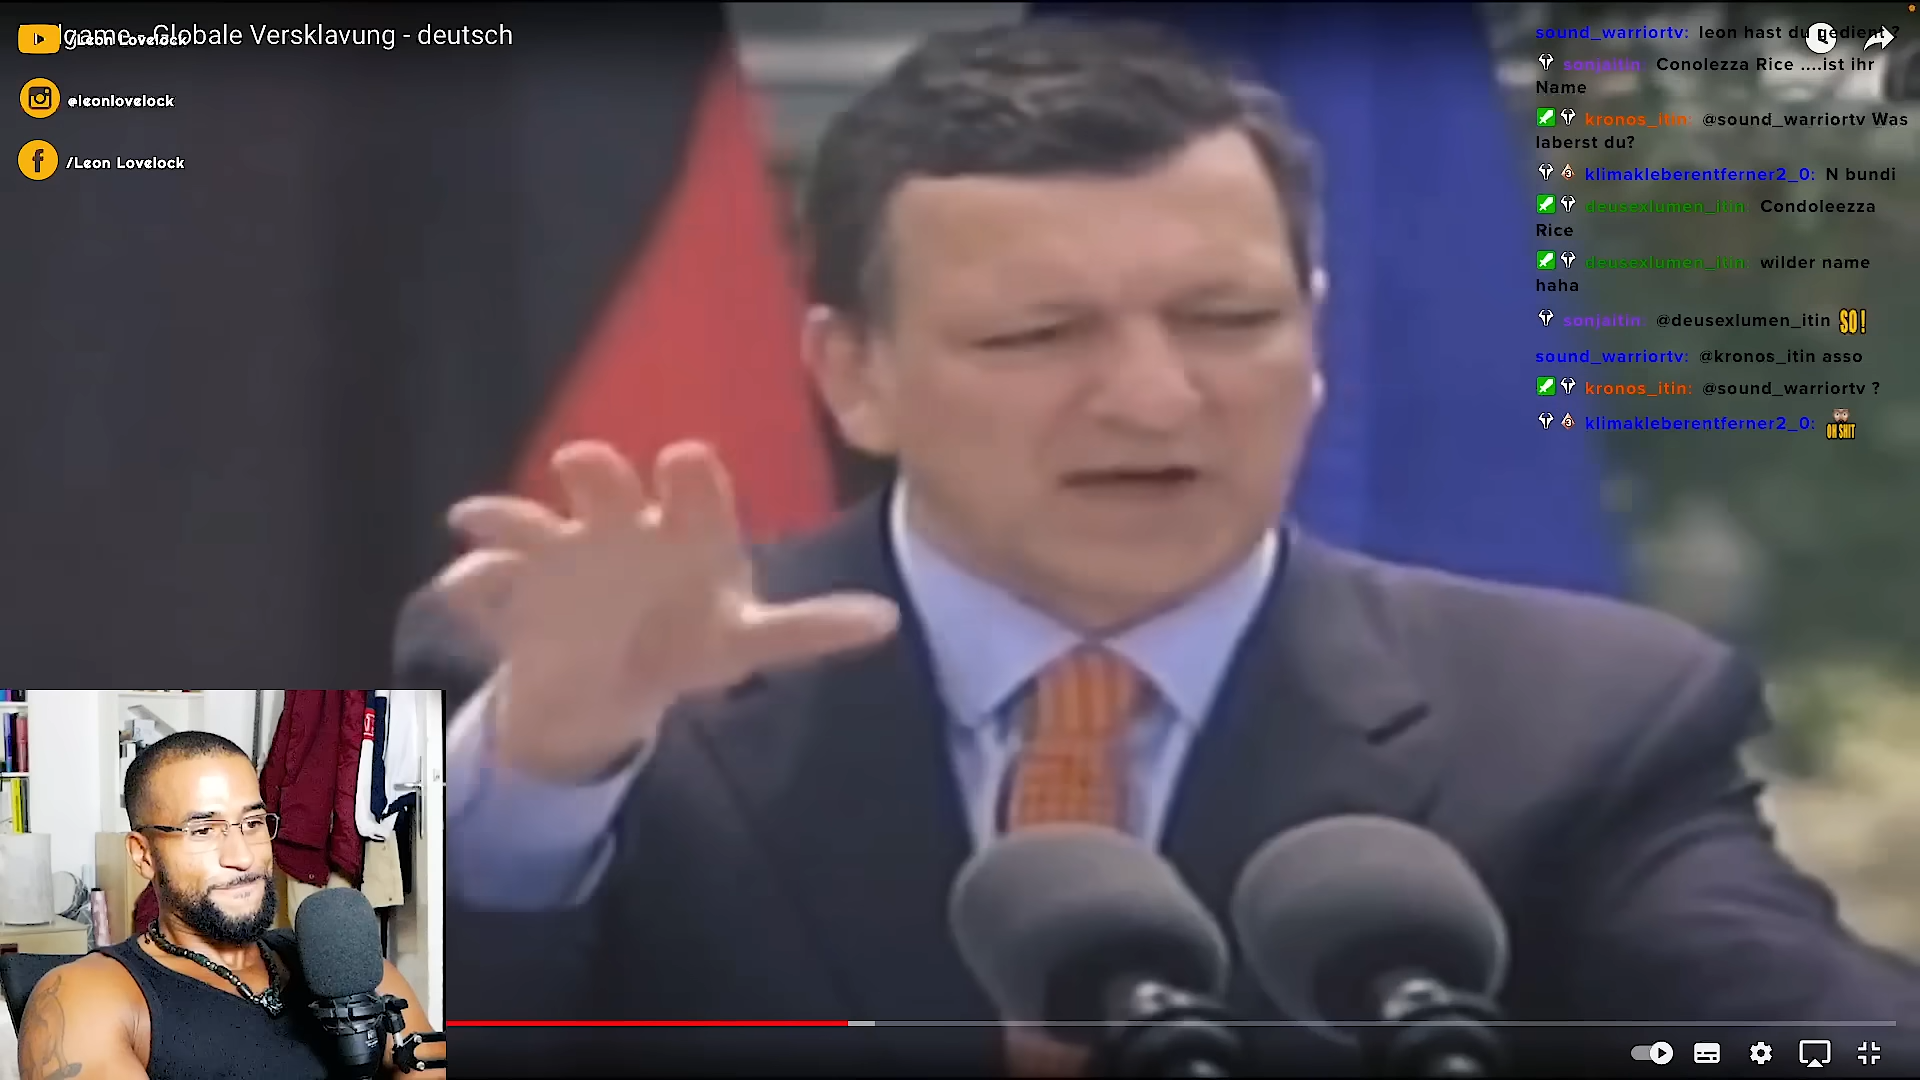 lgame - Globale Versklavung - deutsch
/Leon Lovelock
@leonlovelock
/Leon Lovelock
sound_warriortv: leon hast du gedient ?
sonjaitin: Conolezza Rice ....ist ihr
Name
kronos_itin: @sound_warriortv Was
laberst du?
klimakleberentferner2_0: N bundi
deusexlumen_itin: Condoleezza
Rice
deusexlumen_itin: wilder name
haha
sonjaitin: @deusexlumen_itin SO!
sound_warriortv: @kronos_itin asso
kronos_itin: @sound_warriortv ?
klimakleberentferner2_0: OH SHIT